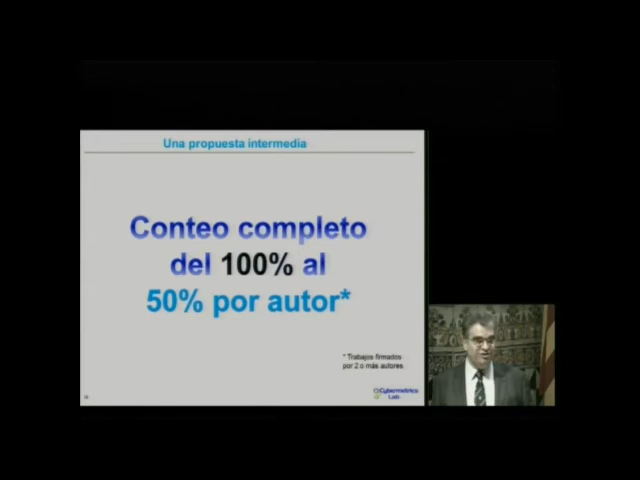 Una propuesta intermedia
Conteo completo
del 100% al
50% por autor*
* Trabajos firmados
por 2 o más autores
Cybermetrics
Lab